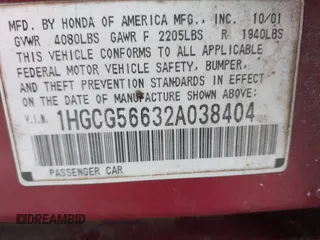 MFD. BY HONDA OF AMERICA MFG., INC. 10/01
GVWR 4080LBS GAWR F 2205LBS R 1940LBS
THIS VEHICLE CONFORMS TO ALL APPLICABLE
FEDERAL MOTOR VEHICLE SAFETY, BUMPER,
AND THEFT PREVENTION STANDARDS IN EFFECT
ON THE DATE OF MANUFACTURE SHOWN ABOVE.
V.I.N. 1HGCG56632A038404
PASSENGER CAR
DREAMBID